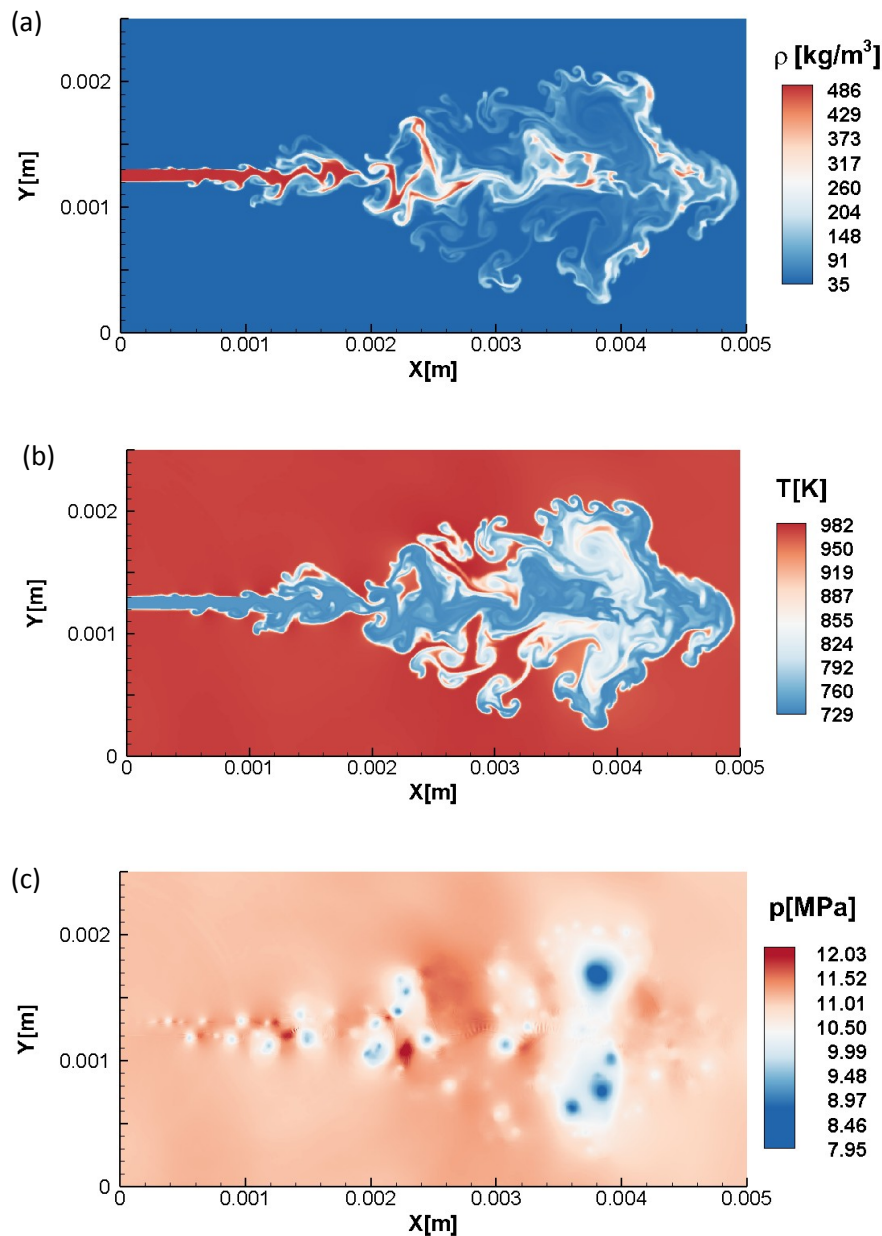 (a)
ρ [kg/m³]
486
429
373
317
260
204
148
91
35
Y[m]
0.002
0.001
0
0 0.001 0.002 0.003 0.004 0.005
X[m]
(b)
T[K]
982
950
919
887
855
824
792
760
729
Y[m]
0.002
0.001
0
0 0.001 0.002 0.003 0.004 0.005
X[m]
(c)
p[MPa]
12.03
11.52
11.01
10.50
9.99
9.48
8.97
8.46
7.95
Y[m]
0.002
0.001
0
0 0.001 0.002 0.003 0.004 0.005
X[m]